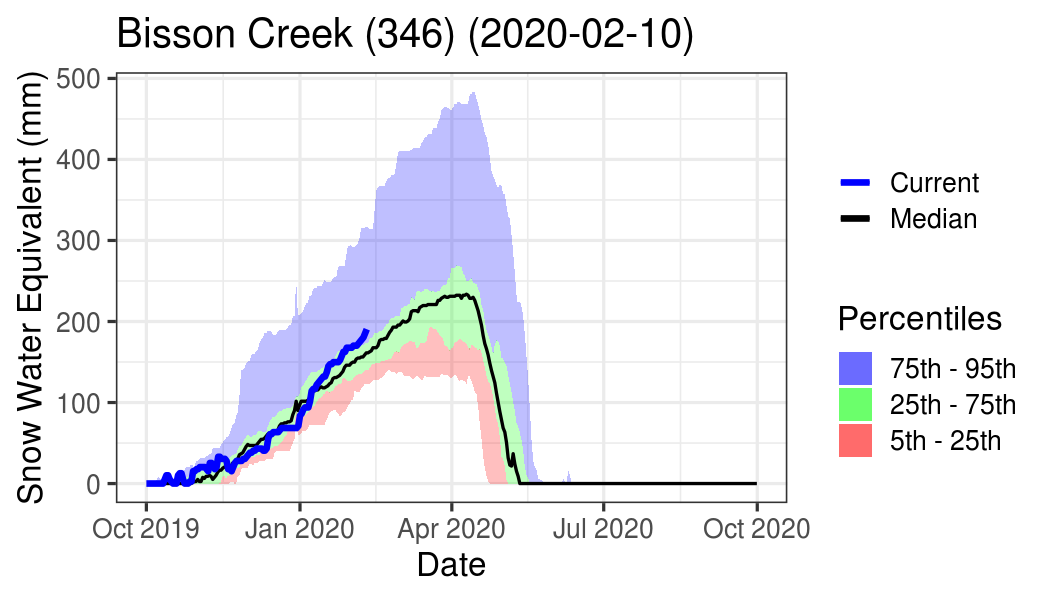 Bisson Creek (346) (2020-02-10)
Snow Water Equivalent (mm)
500
400
300
200
100
0
Oct 2019
Jan 2020
Apr 2020
Jul 2020
Oct 2020
Date
Current
Median
Percentiles
75th - 95th
25th - 75th
5th - 25th